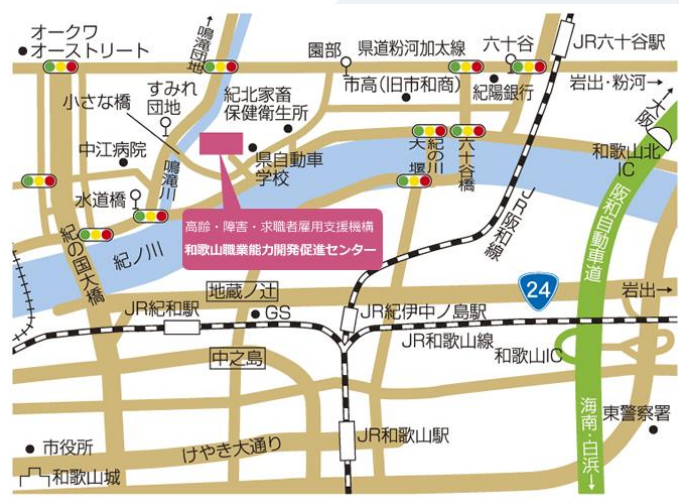 オークワ
オーストリート
↑鳴滝団地
すみれ
団地
小さな橋
園部
県道粉河加太線
六十谷
JR六十谷駅
市高(旧市和商)
紀陽銀行
岩出・粉河→
大阪
紀北家畜
保健衛生所
中江病院
県自動車
学校
鳴滝川
水道橋
紀の川
大堰
六十谷橋
和歌山北
IC
JR阪和線
阪和自動車道
高齢・障害・求職者雇用支援機構
和歌山職業能力開発促進センター
紀の国大橋
紀ノ川
地蔵ノ辻
24
岩出→
JR紀和駅
GS
JR紀伊中ノ島駅
JR和歌山線
和歌山IC
中之島
海南・白浜→
東警察署
市役所
けやき大通り
JR和歌山駅
和歌山城